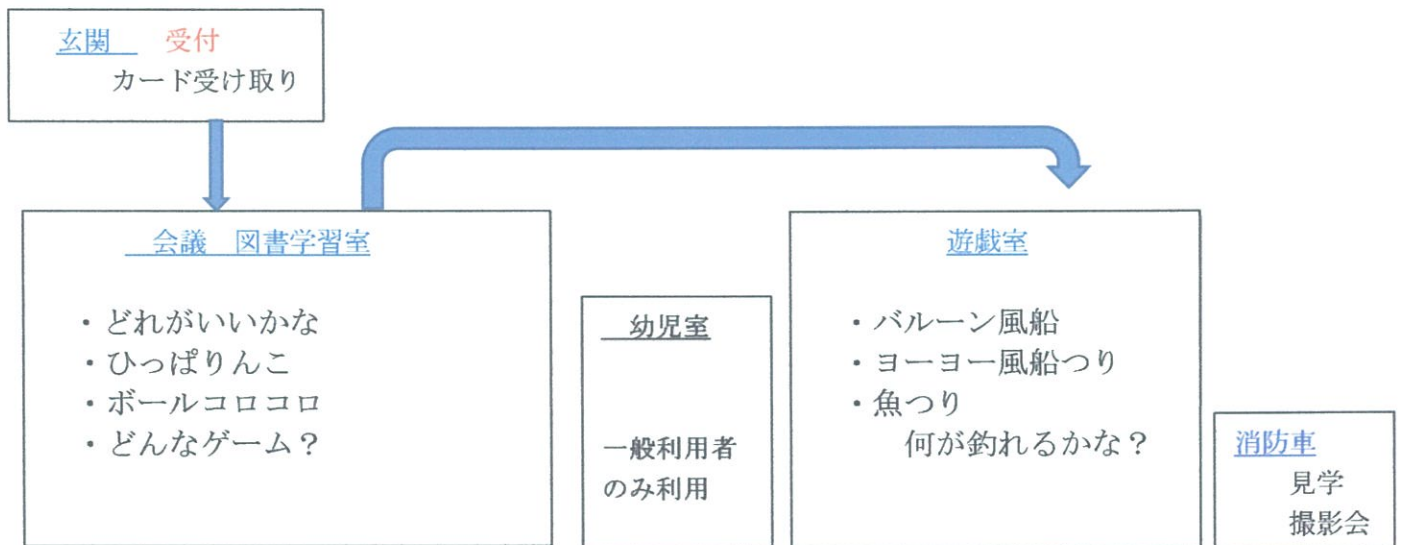 玄関 受付
カード受け取り
会議 図書学習室
・どれがいいかな
・ひっぱりんこ
・ボールコロコロ
・どんなゲーム？
幼児室
一般利用者
のみ利用
遊戯室
・バルーン風船
・ヨーヨー風船つり
・魚つり
何が釣れるかな？
消防車
見学
撮影会